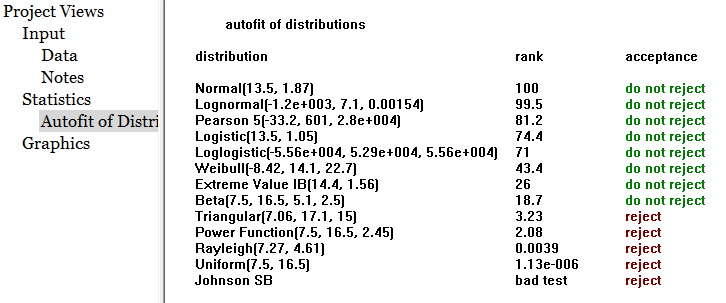 Project Views
Input
Data
Notes
Statistics
Autofit of Distri
Graphics
autofit of distributions
distribution rank acceptance
Normal(13.5, 1.87) 100 do not reject
Lognormal(-1.2e+003, 7.1, 0.00154) 99.5 do not reject
Pearson 5(-33.2, 601, 2.8e+004) 81.2 do not reject
Logistic(13.5, 1.05) 74.4 do not reject
Loglogistic(-5.56e+004, 5.29e+004, 5.56e+004) 71 do not reject
Weibull(-8.42, 14.1, 22.7) 43.4 do not reject
Extreme Value IB(14.4, 1.56) 26 do not reject
Beta(7.5, 16.5, 5.1, 2.5) 18.7 do not reject
Triangular(7.06, 17.1, 15) 3.23 reject
Power Function(7.5, 16.5, 2.45) 2.08 reject
Rayleigh(7.27, 4.61) 0.0039 reject
Uniform(7.5, 16.5) 1.13e-006 reject
Johnson SB bad test reject